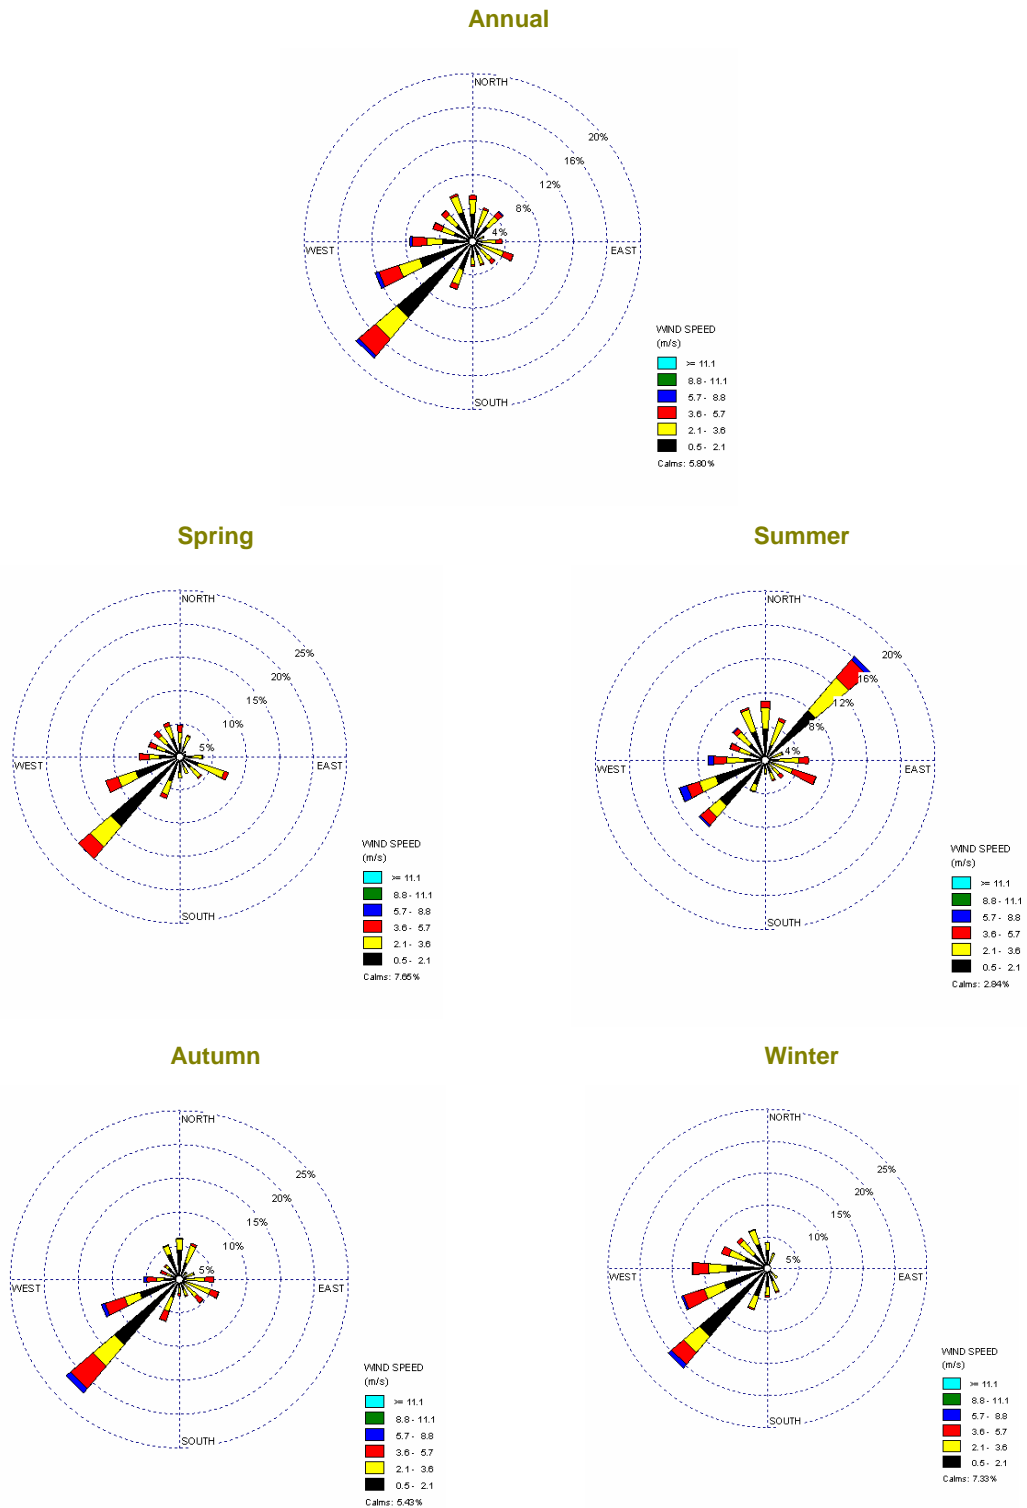 Annual
NORTH
20%
16%
12%
8%
4%
WEST
EAST
SOUTH
WIND SPEED
(m/s)
>= 11.1
8.8 - 11.1
5.7 - 8.8
3.6 - 5.7
2.1 - 3.6
0.5 - 2.1
Calms: 5.80%
Spring
NORTH
25%
20%
15%
10%
5%
WEST
EAST
SOUTH
WIND SPEED
(m/s)
>= 11.1
8.8 - 11.1
5.7 - 8.8
3.6 - 5.7
2.1 - 3.6
0.5 - 2.1
Calms: 7.65%
Summer
NORTH
20%
16%
12%
8%
4%
WEST
EAST
SOUTH
WIND SPEED
(m/s)
>= 11.1
8.8 - 11.1
5.7 - 8.8
3.6 - 5.7
2.1 - 3.6
0.5 - 2.1
Calms: 2.84%
Autumn
NORTH
25%
20%
15%
10%
5%
WEST
EAST
SOUTH
WIND SPEED
(m/s)
>= 11.1
8.8 - 11.1
5.7 - 8.8
3.6 - 5.7
2.1 - 3.6
0.5 - 2.1
Calms: 5.43%
Winter
NORTH
25%
20%
15%
10%
5%
WEST
EAST
SOUTH
WIND SPEED
(m/s)
>= 11.1
8.8 - 11.1
5.7 - 8.8
3.6 - 5.7
2.1 - 3.6
0.5 - 2.1
Calms: 7.33%